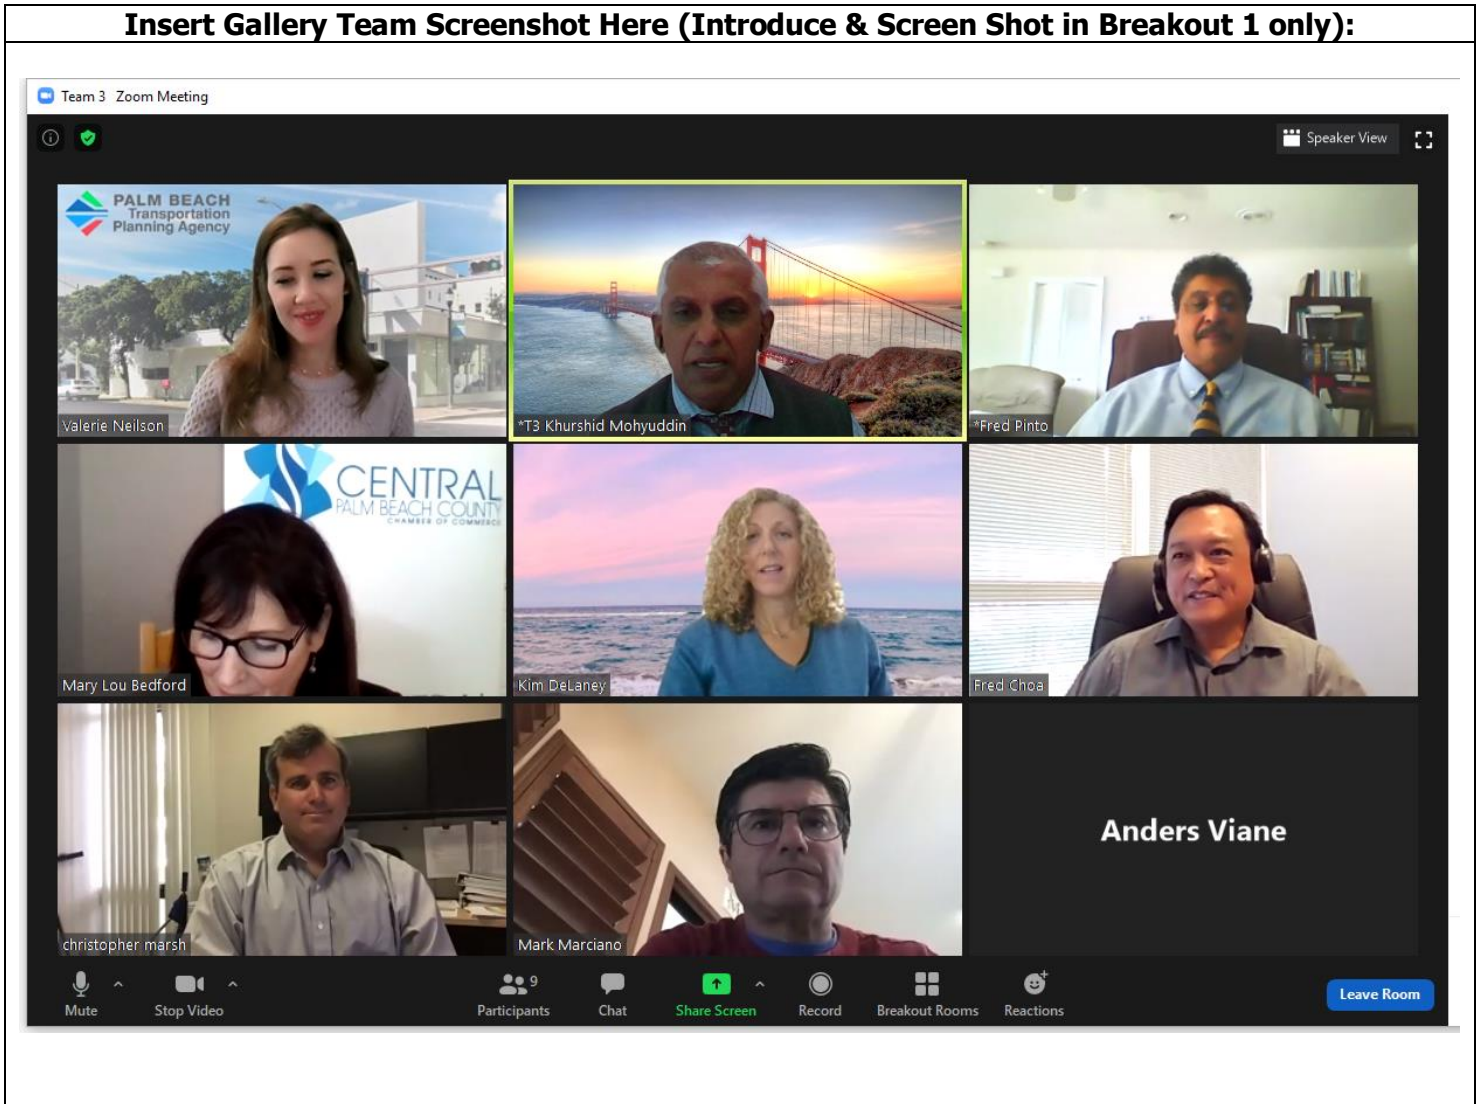 Insert Gallery Team Screenshot Here (Introduce & Screen Shot in Breakout 1 only):
Team 3 Zoom Meeting
Speaker View
PALM BEACH
Transportation
Planning Agency
Valerie Neilson
*T3 Khurshid Mohyuddin
*Fred Pinto
CENTRAL
PALM BEACH COUNTY
CHAMBER OF COMMERCE
Mary Lou Bedford
Kim DeLaney
Fred Choa
christopher marsh
Mark Marciano
Anders Viane
Mute
Stop Video
9
Participants
Chat
Share Screen
Record
Breakout Rooms
Reactions
Leave Room